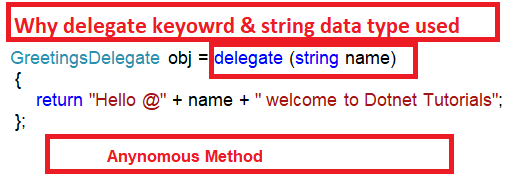 Why delegate keyowrd & string data type used
GreetingsDelegate obj = delegate (string name)
{
return "Hello @" + name + " welcome to Dotnet Tutorials";
};
Anynomous Method